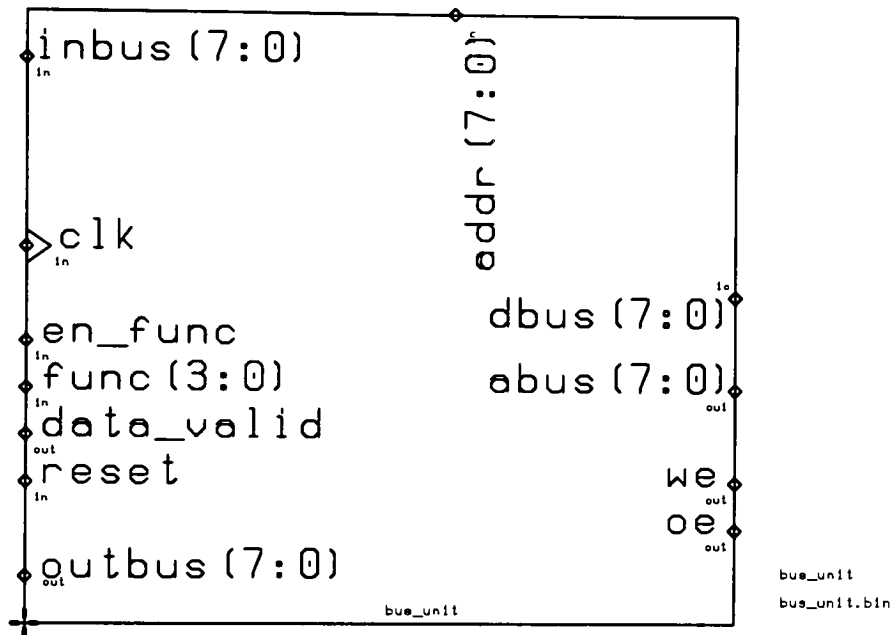 inbus(7:0)
in
addr(7:0)
clk
in
en_func
in
func(3:0)
in
data_valid
out
reset
in
outbus(7:0)
out
io
dbus(7:0)
abus(7:0)
out
we
out
oe
out
bus_unit
bus_unit
bus_unit.bin